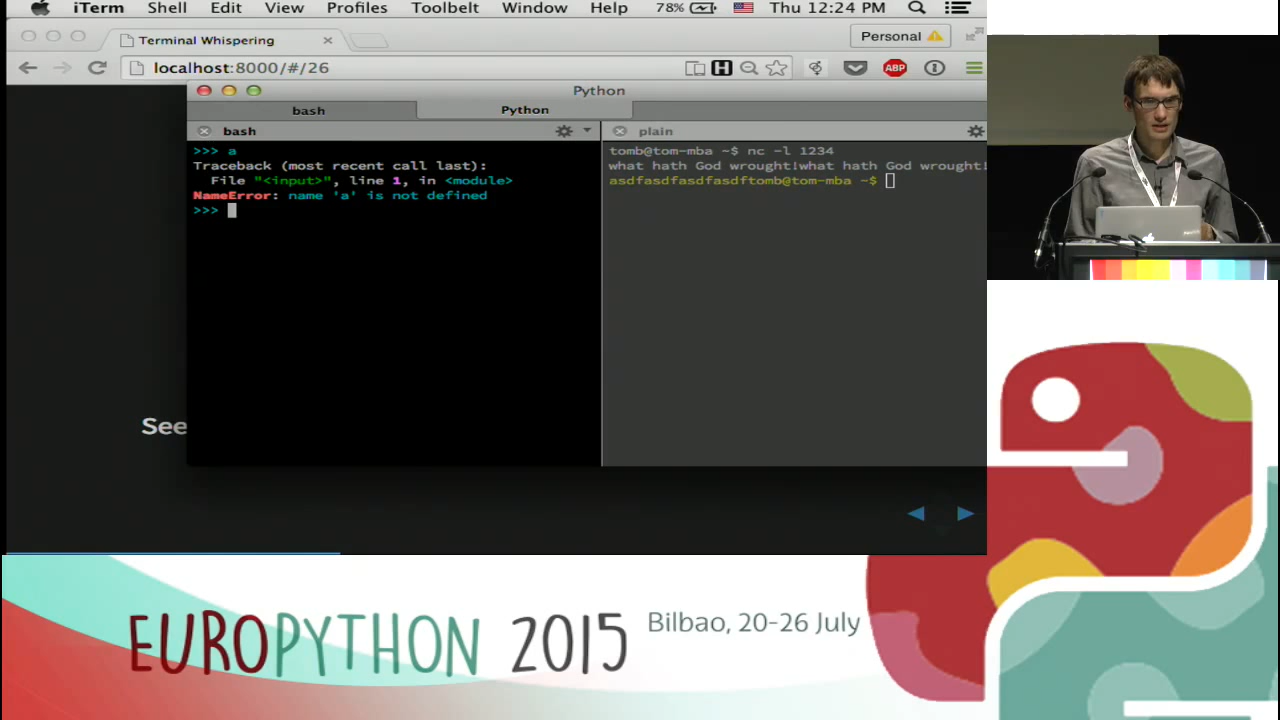 iTerm Shell Edit View Profiles Toolbelt Window Help 78% Thu 12:24 PM
Terminal Whispering
Personal
localhost:8000/#/26
H ABP
Python
bash Python
bash
plain
>>> a
Traceback (most recent call last):
File "<input>", line 1, in <module>
NameError: name 'a' is not defined
>>>
tomb@tom-mba ~$ nc -l 1234
what hath God wrought!what hath God wrought!
asdfasdfasdfasdftomb@tom-mba ~$
See
EUROPYTHON 2015
Bilbao, 20-26 July